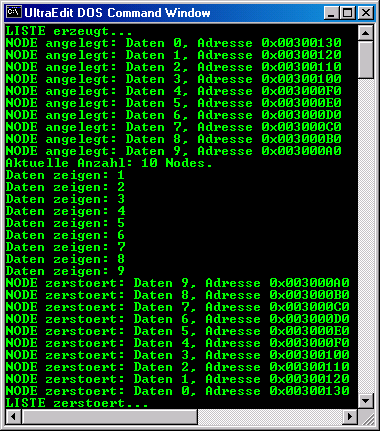 UltraEdit DOS Command Window
LISTE erzeugt...
NODE angelegt: Daten 0, Adresse 0x00300130
NODE angelegt: Daten 1, Adresse 0x00300120
NODE angelegt: Daten 2, Adresse 0x00300110
NODE angelegt: Daten 3, Adresse 0x00300100
NODE angelegt: Daten 4, Adresse 0x003000F0
NODE angelegt: Daten 5, Adresse 0x003000E0
NODE angelegt: Daten 6, Adresse 0x003000D0
NODE angelegt: Daten 7, Adresse 0x003000C0
NODE angelegt: Daten 8, Adresse 0x003000B0
NODE angelegt: Daten 9, Adresse 0x003000A0
Aktuelle Anzahl: 10 Nodes.
Daten zeigen: 1
Daten zeigen: 2
Daten zeigen: 3
Daten zeigen: 4
Daten zeigen: 5
Daten zeigen: 6
Daten zeigen: 7
Daten zeigen: 8
Daten zeigen: 9
NODE zerstoert: Daten 9, Adresse 0x003000A0
NODE zerstoert: Daten 8, Adresse 0x003000B0
NODE zerstoert: Daten 7, Adresse 0x003000C0
NODE zerstoert: Daten 6, Adresse 0x003000D0
NODE zerstoert: Daten 5, Adresse 0x003000E0
NODE zerstoert: Daten 4, Adresse 0x003000F0
NODE zerstoert: Daten 3, Adresse 0x00300100
NODE zerstoert: Daten 2, Adresse 0x00300110
NODE zerstoert: Daten 1, Adresse 0x00300120
NODE zerstoert: Daten 0, Adresse 0x00300130
LISTE zerstoert...